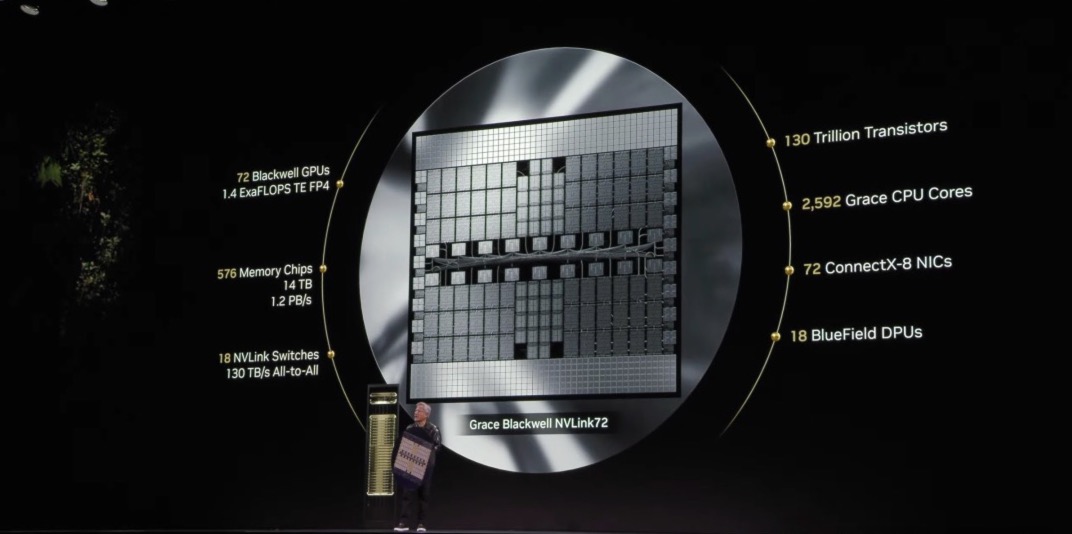 72 Blackwell GPUs
1.4 ExaFLOPS TE FP4
576 Memory Chips
14 TB
1.2 PB/s
18 NVLink Switches
130 TB/s All-to-All
130 Trillion Transistors
2,592 Grace CPU Cores
72 ConnectX-8 NICs
18 BlueField DPUs
Grace Blackwell NVLink72